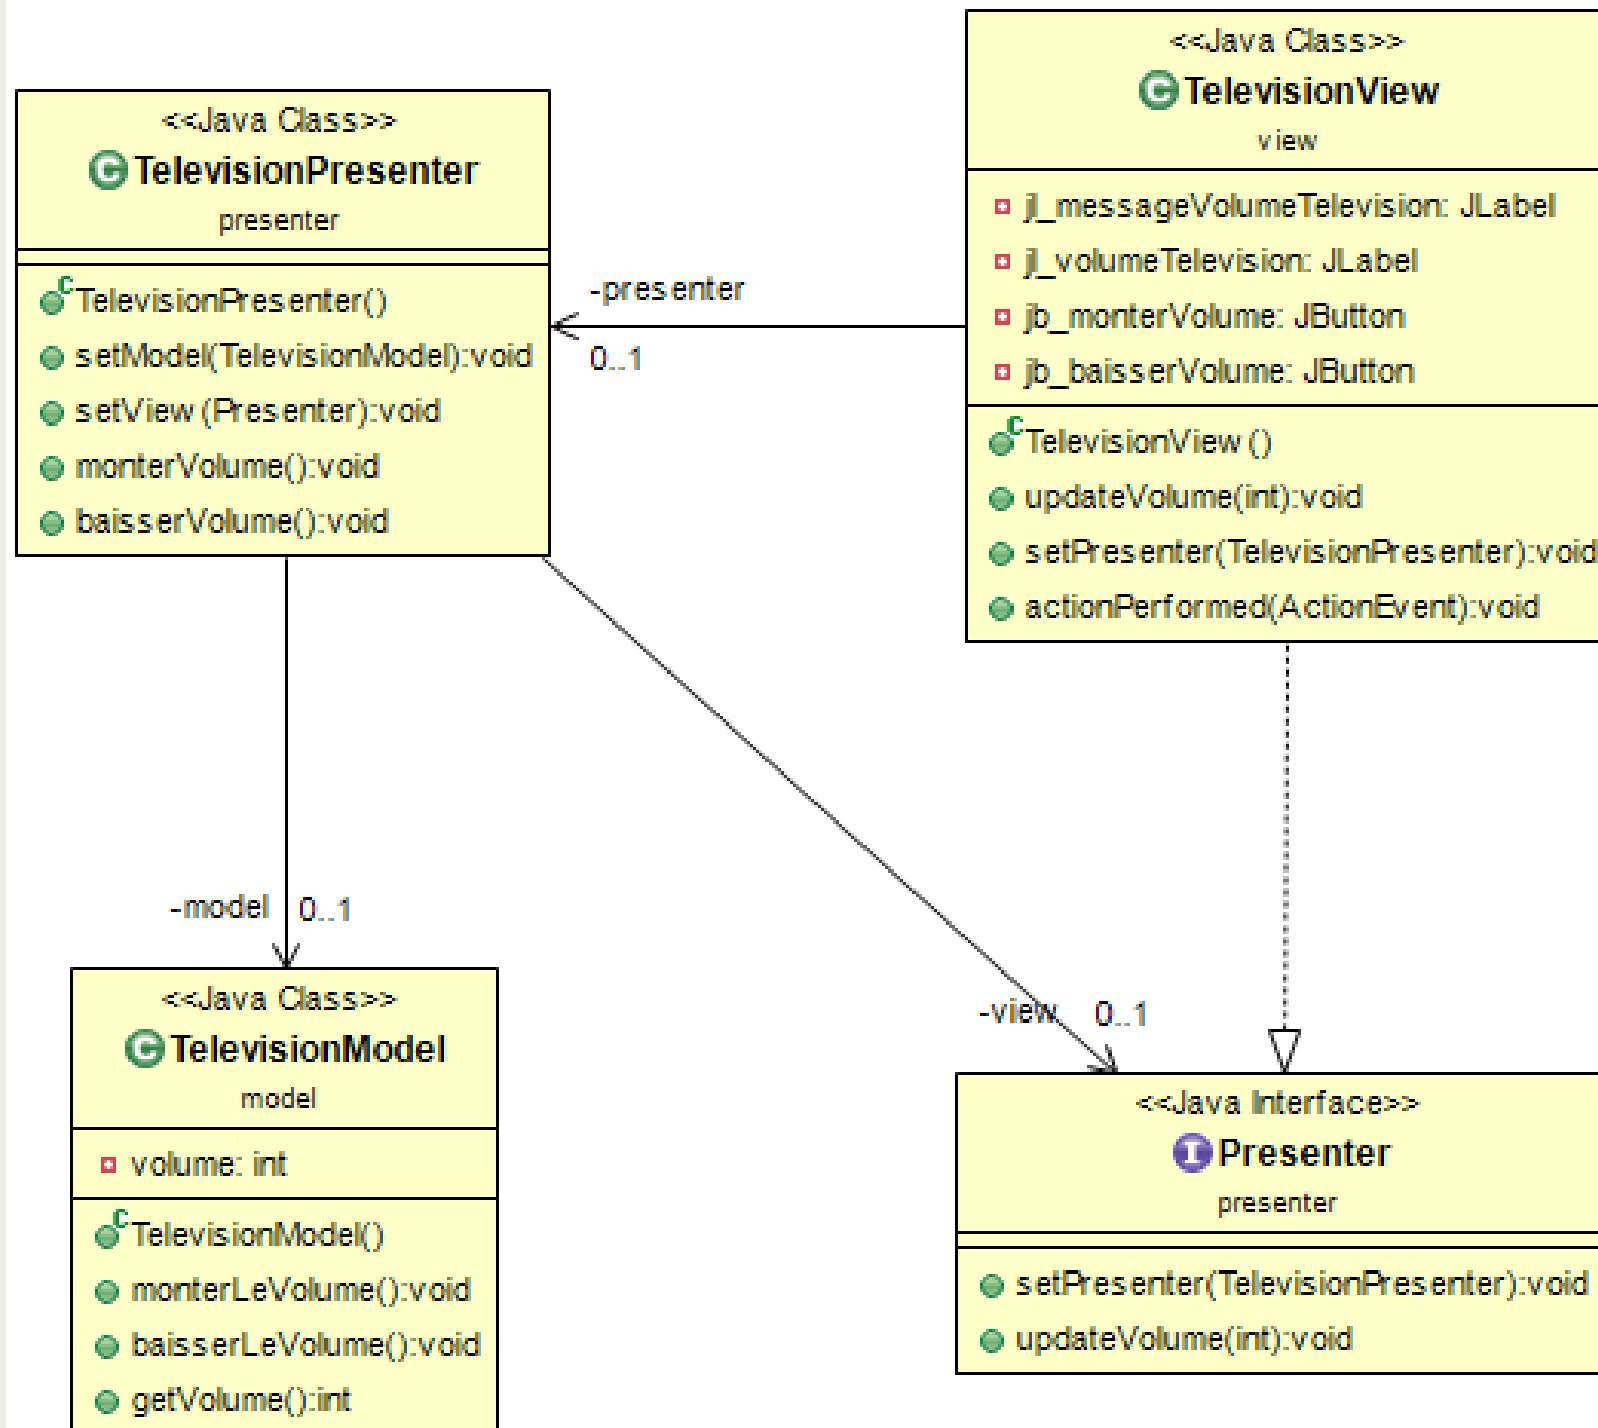 <<Java Class>>
TelevisionPresenter
presenter
TelevisionPresenter()
setModel(TelevisionModel):void
setView(Presenter):void
monterVolume():void
baisserVolume():void
-presenter
0..1
<<Java Class>>
TelevisionView
view
jl_messageVolumeTelevision: JLabel
jl_volumeTelevision: JLabel
jb_monterVolume: JButton
jb_baisserVolume: JButton
TelevisionView()
updateVolume(int):void
setPresenter(TelevisionPresenter):void
actionPerformed(ActionEvent):void
-model 0..1
-view 0..1
<<Java Class>>
TelevisionModel
model
volume: int
TelevisionModel()
monterLeVolume():void
baisserLeVolume():void
getVolume():int
<<Java Interface>>
Presenter
presenter
setPresenter(TelevisionPresenter):void
updateVolume(int):void